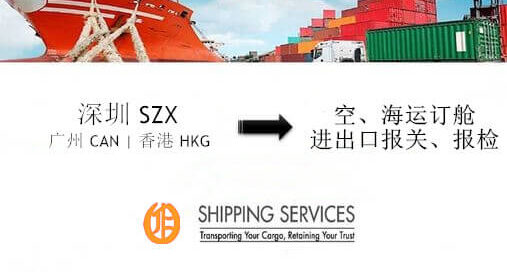 深圳 SZX
广州 CAN | 香港 HKG
空、海运订舱
进出口报关、报检
SHIPPING SERVICES
Transporting Your Cargo, Retaining Your Trust